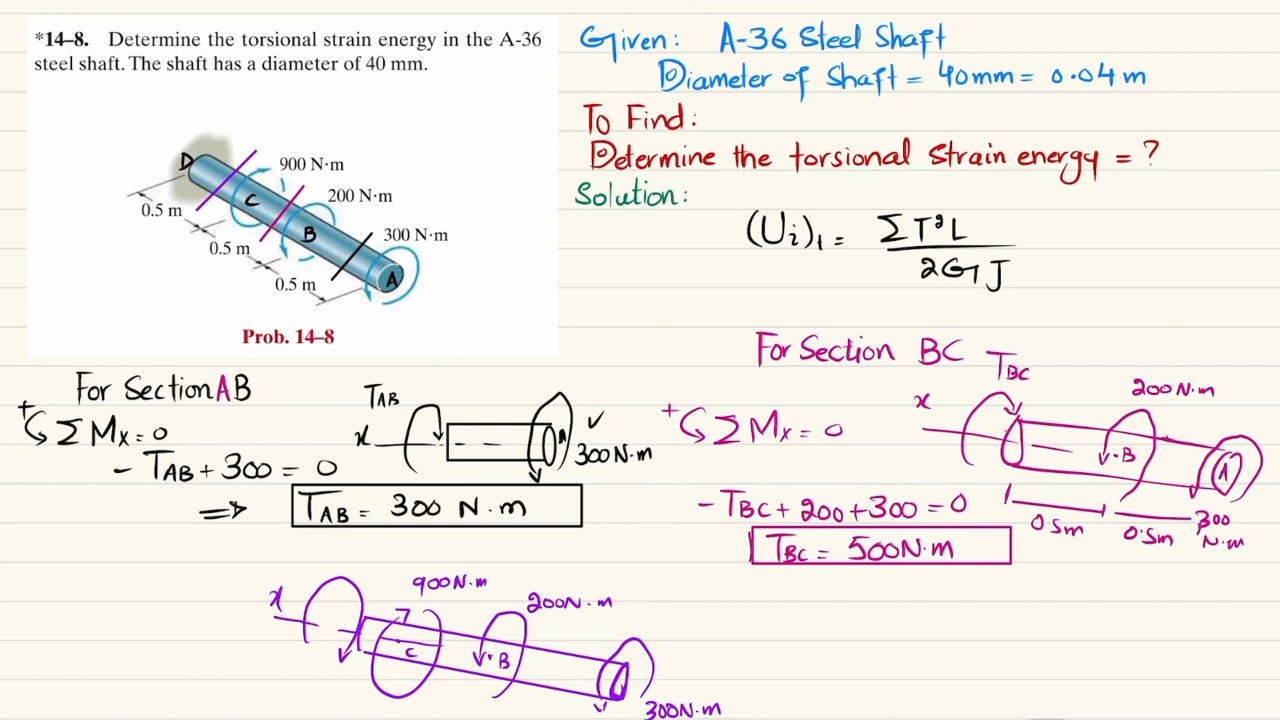 *14–8. Determine the torsional strain energy in the A-36
steel shaft. The shaft has a diameter of 40 mm.
D
900 N·m
C
200 N·m
0.5 m
B
300 N·m
0.5 m
A
0.5 m
Prob. 14–8
Given: A-36 Steel Shaft
Diameter of Shaft = 40mm = 0.04 m
To Find:
Determine the torsional strain energy = ?
Solution:
(Ui)t = ΣT²L / 2GJ
For Section AB
+ ΣMx = 0
- TAB + 300 = 0
⇒ TAB = 300 N.m
TAB
x
A
300 N.m
For Section BC
+ ΣMx = 0
- TBC + 200 + 300 = 0
TBC = 500N.m
TBC
200 N.m
x
B
A
0.5m
0.5m
300
N.m
900N.m
x
200N.m
C
B
300N.m